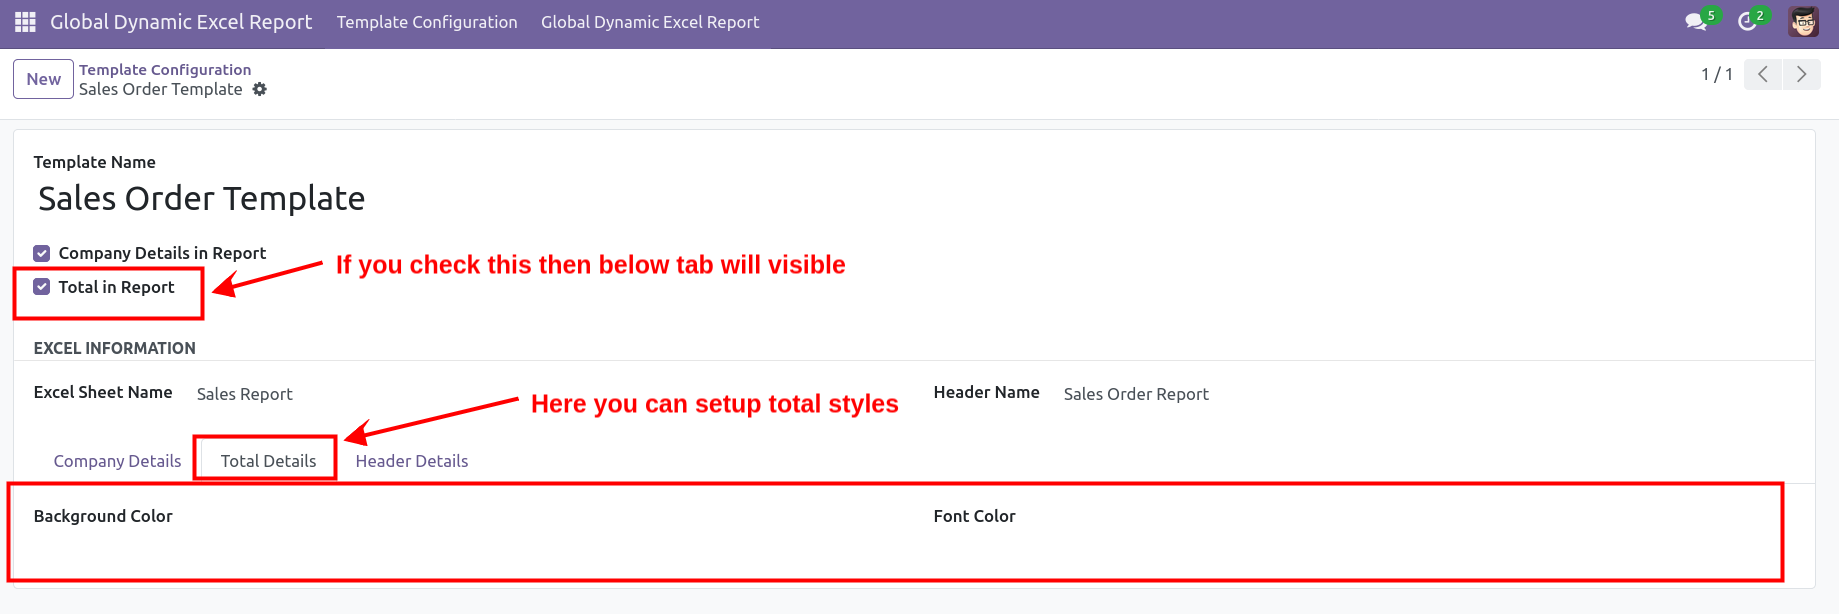 Global Dynamic Excel Report Template Configuration Global Dynamic Excel Report 5 2
New Template Configuration 1 / 1
Sales Order Template
Template Name
Sales Order Template
Company Details in Report
If you check this then below tab will visible
Total in Report
EXCEL INFORMATION
Excel Sheet Name Sales Report Header Name Sales Order Report
Here you can setup total styles
Company Details Total Details Header Details
Background Color Font Color